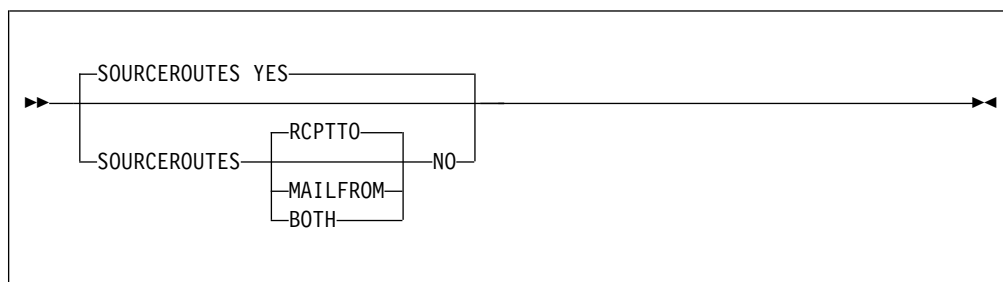 SOURCEROUTES YES
RCPTTO
SOURCEROUTES NO
MAILFROM
BOTH